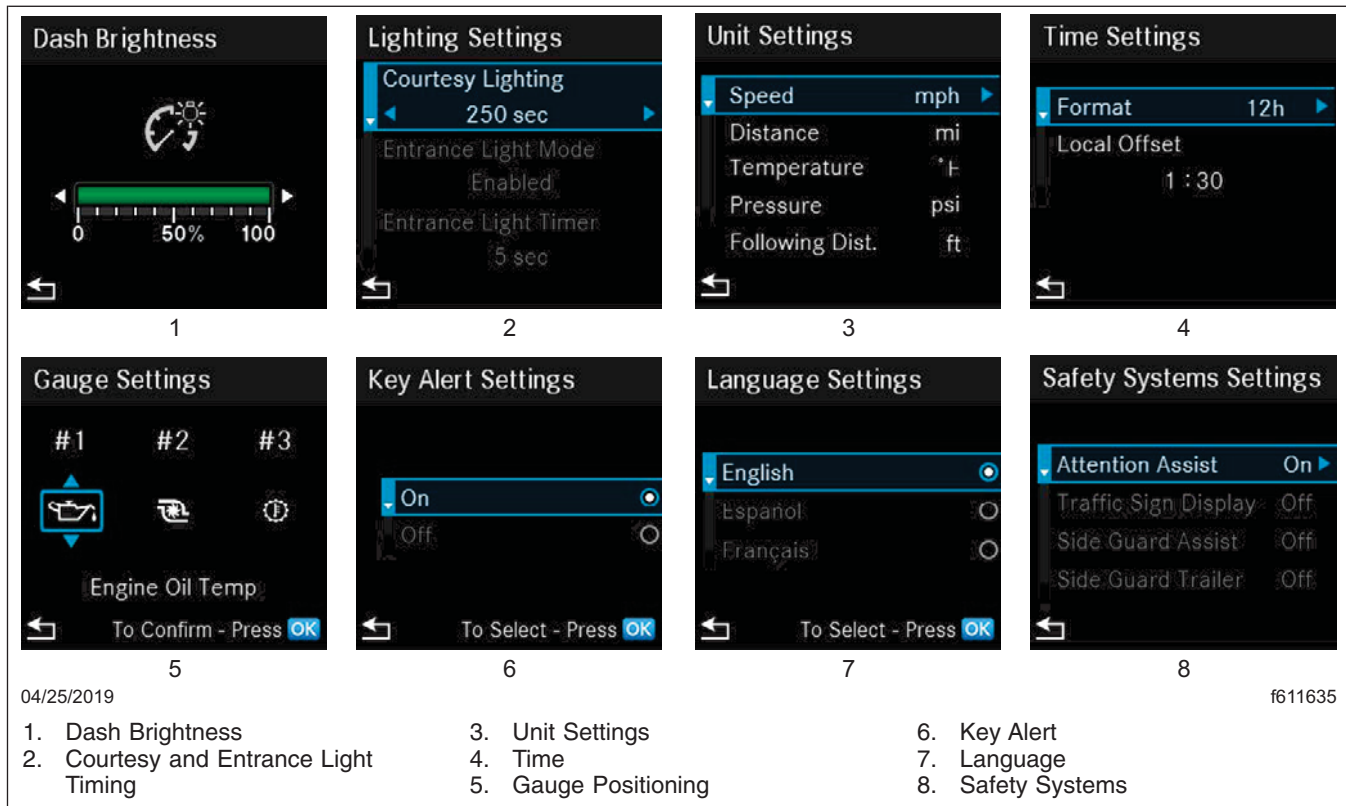 Dash Brightness
0 50% 100
1
Lighting Settings
Courtesy Lighting
250 sec
Entrance Light Mode
Enabled
Entrance Light Timer
5 sec
2
Unit Settings
Speed mph
Distance mi
Temperature °F
Pressure psi
Following Dist. ft
3
Time Settings
Format 12h
Local Offset
1:30
4
Gauge Settings
#1 #2 #3
Engine Oil Temp
To Confirm - Press OK
5
Key Alert Settings
On
Off
To Select - Press OK
6
Language Settings
English
Español
Français
To Select - Press OK
7
Safety Systems Settings
Attention Assist On
Traffic Sign Display Off
Side Guard Assist Off
Side Guard Trailer Off
8
04/25/2019
f611635
1. Dash Brightness
2. Courtesy and Entrance Light
Timing
3. Unit Settings
4. Time
5. Gauge Positioning
6. Key Alert
7. Language
8. Safety Systems